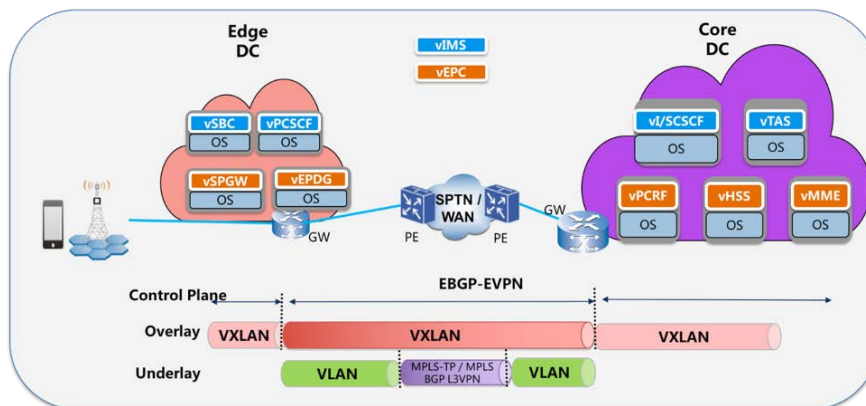 Edge
DC
vIMS
vEPC
Core
DC
vSBC
vPCSCF
OS
OS
vSPGW
vEPDG
OS
OS
GW
PE
SPTN /
WAN
PE
GW
vI/SCSCF
vTAS
OS
OS
vPCRF
vHSS
vMME
OS
OS
OS
Control Plane
EBGP-EVPN
Overlay
VXLAN
VXLAN
VXLAN
Underlay
VLAN
MPLS-TP / MPLS
BGP L3VPN
VLAN